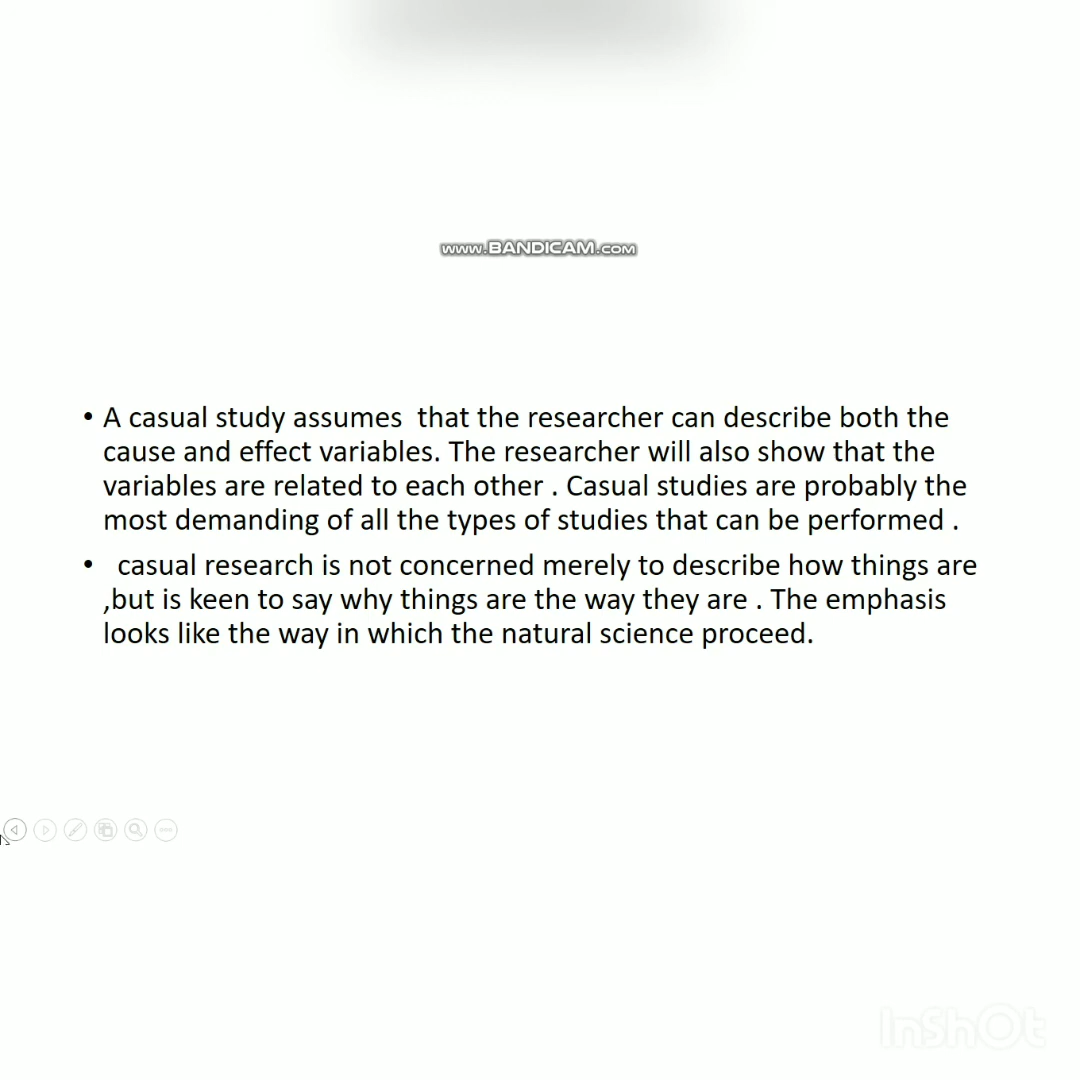 www.BANDICAM.com
• A casual study assumes that the researcher can describe both the
cause and effect variables. The researcher will also show that the
variables are related to each other . Casual studies are probably the
most demanding of all the types of studies that can be performed .
• casual research is not concerned merely to describe how things are
,but is keen to say why things are the way they are . The emphasis
looks like the way in which the natural science proceed.
InShOt